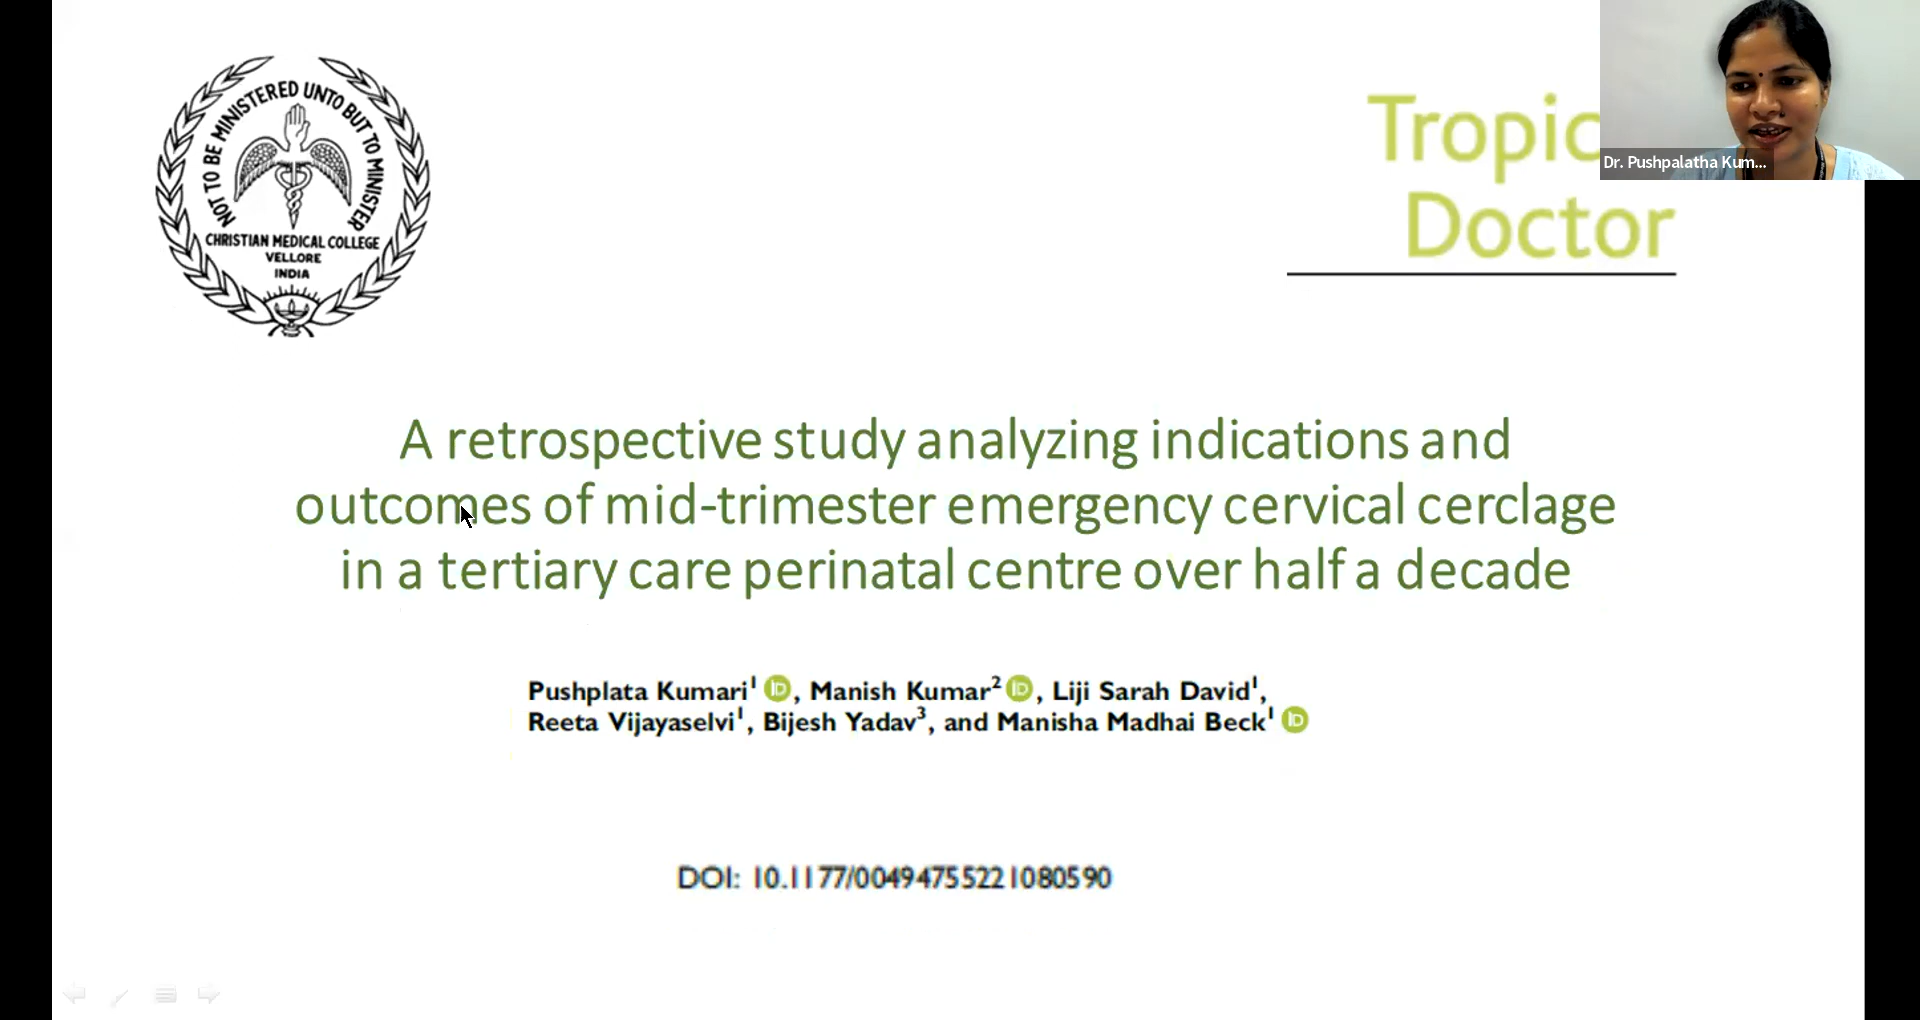 NOT TO BE MINISTERED UNTO BUT TO MINISTER
CHRISTIAN MEDICAL COLLEGE
VELLORE
INDIA
Tropic
Doctor
Dr. Pushpalatha Kum...
A retrospective study analyzing indications and
outcomes of mid-trimester emergency cervical cerclage
in a tertiary care perinatal centre over half a decade
Pushplata Kumari¹ iD, Manish Kumar² iD, Liji Sarah David¹,
Reeta Vijayaselvi¹, Bijesh Yadav³, and Manisha Madhai Beck¹ iD
DOI: 10.1177/00494755221080590